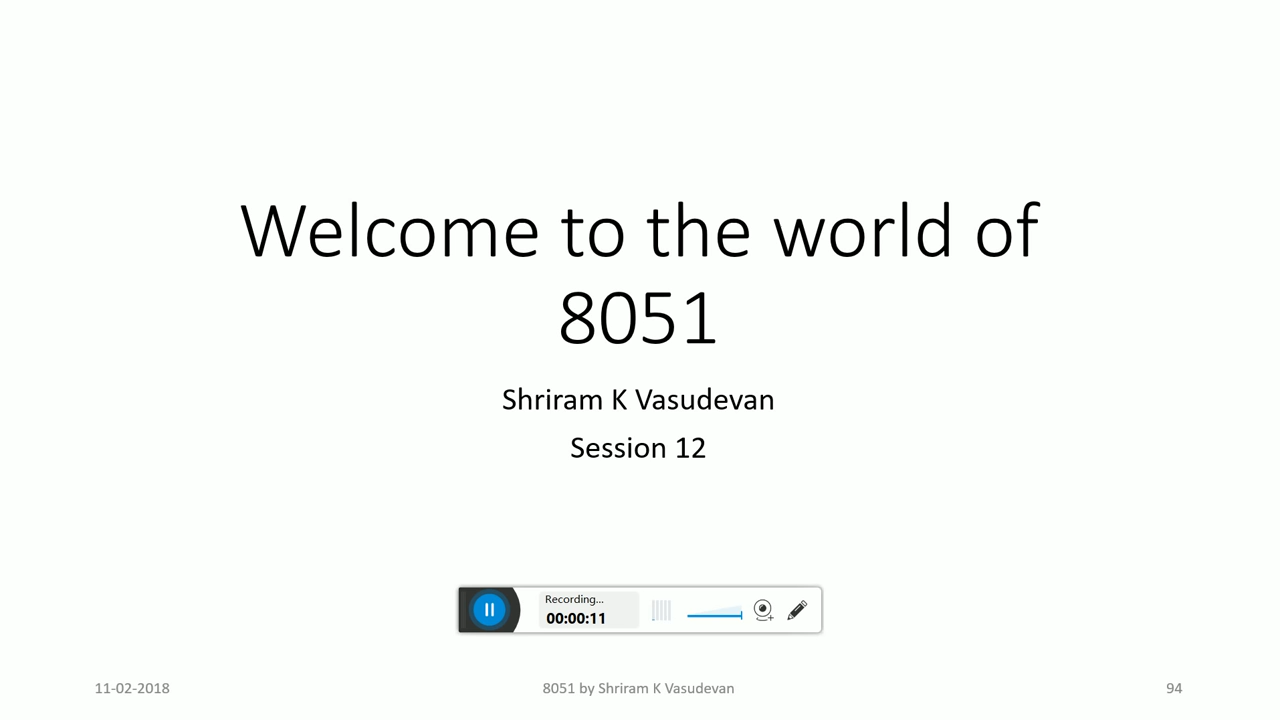 Welcome to the world of
8051
Shriram K Vasudevan
Session 12
Recording...
00:00:11
11-02-2018
8051 by Shriram K Vasudevan
94